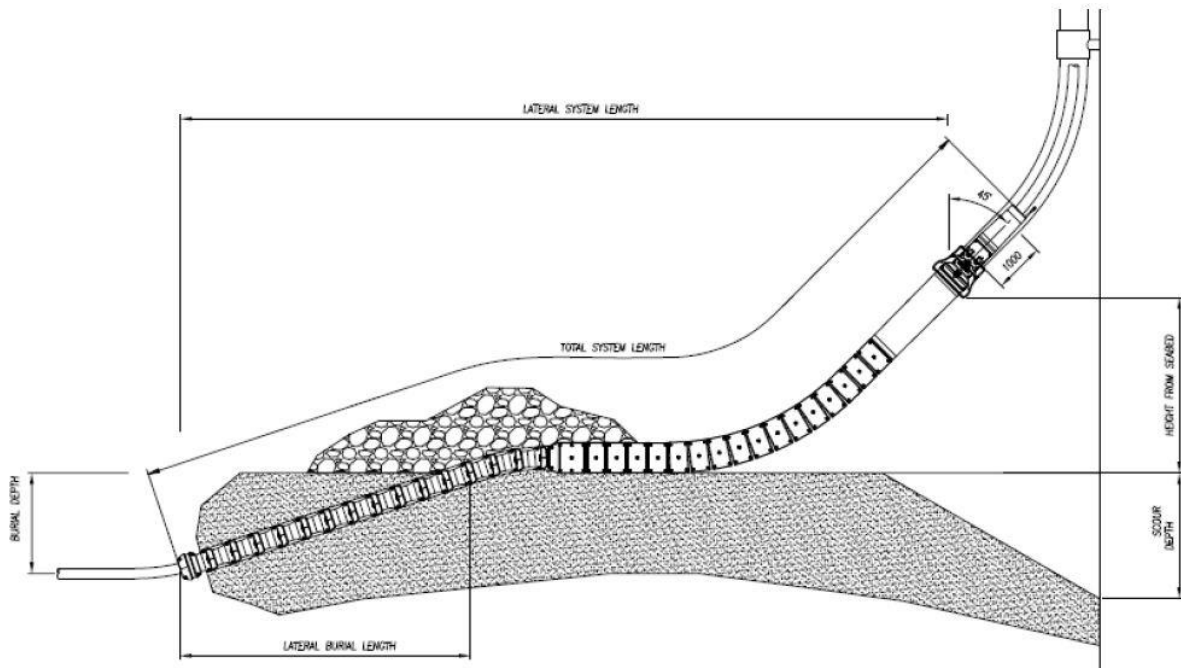 LATERAL SYSTEM LENGTH
45°
1000
TOTAL SYSTEM LENGTH
HEIGHT FROM SEABED
BURIAL DEPTH
SCOUR
DEPTH
LATERAL BURIAL LENGTH